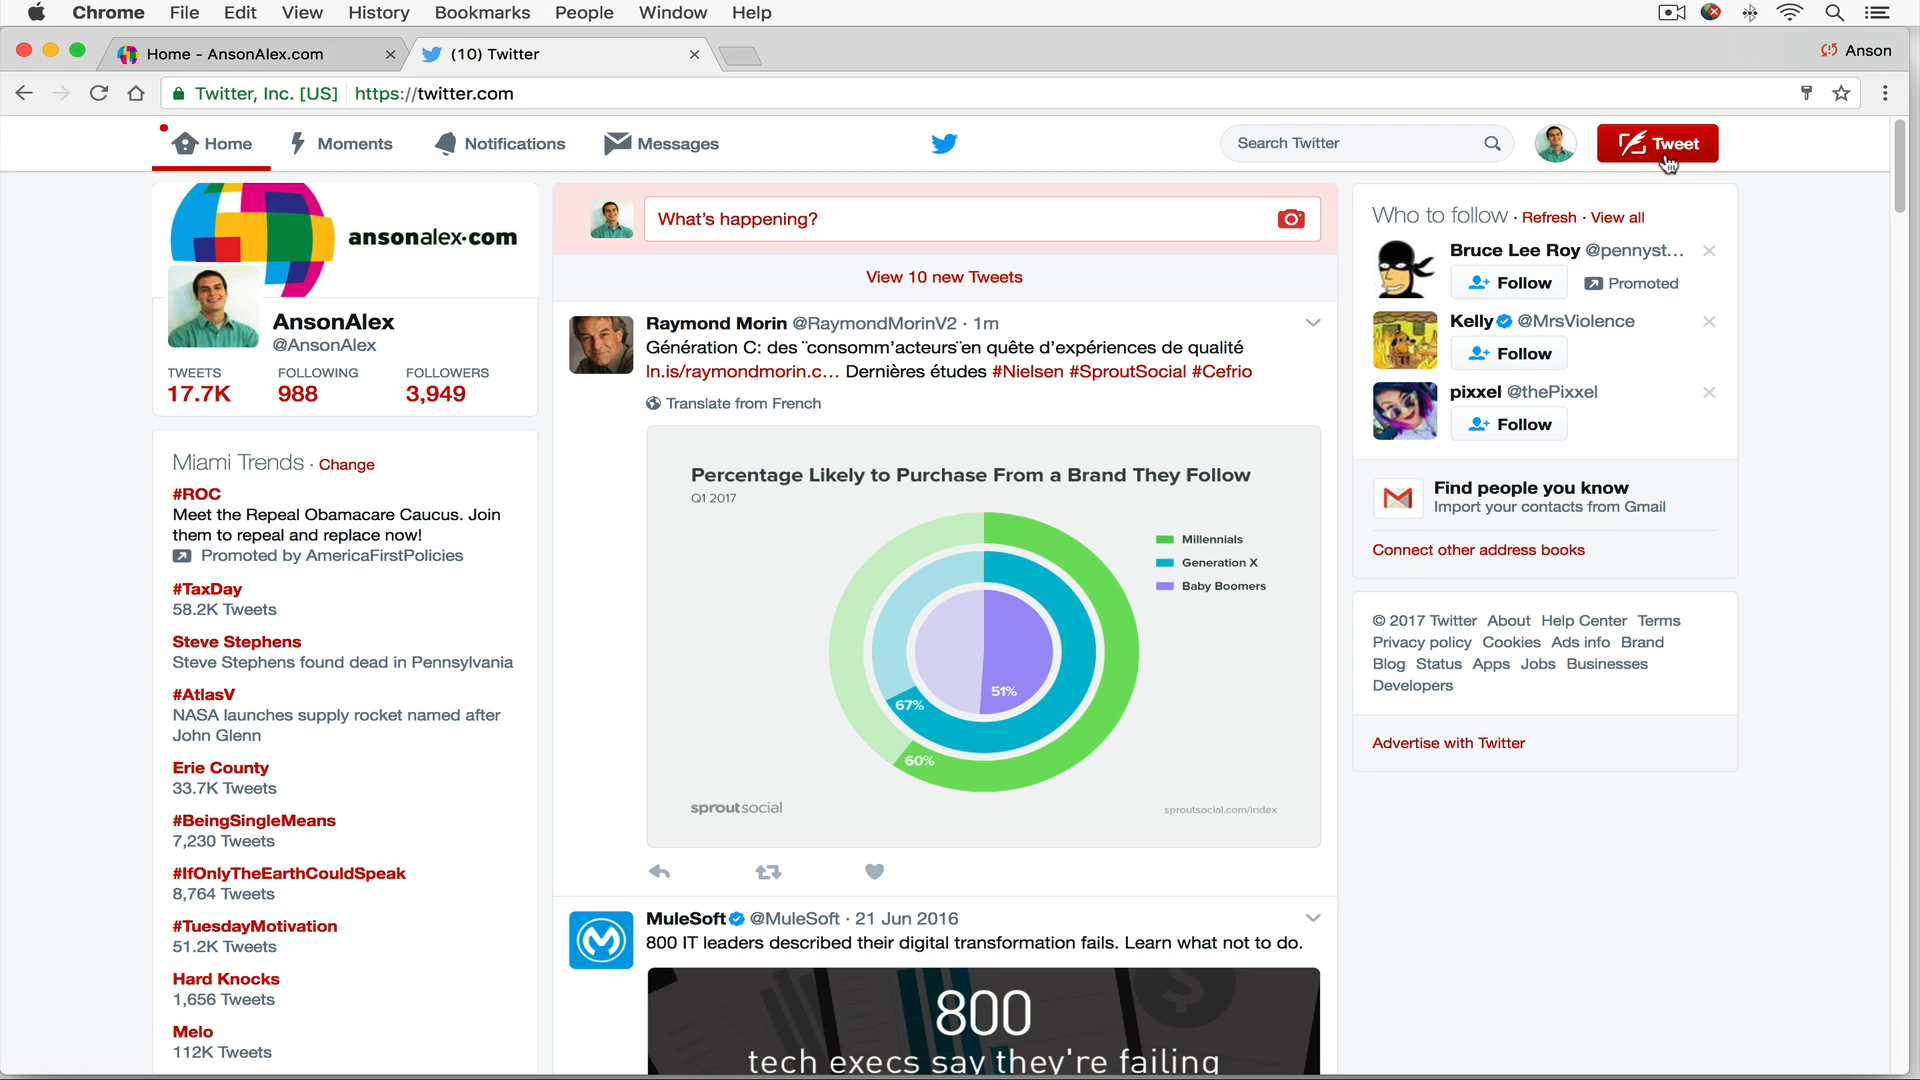 Chrome File Edit View History Bookmarks People Window Help
Home - AnsonAlex.com
(10) Twitter
Anson
Twitter, Inc. [US] https://twitter.com
Home Moments Notifications Messages
Search Twitter
Tweet
ansonalex.com
AnsonAlex
@AnsonAlex
TWEETS FOLLOWING FOLLOWERS
17.7K 988 3,949
Miami Trends · Change
#ROC
Meet the Repeal Obamacare Caucus. Join
them to repeal and replace now!
Promoted by AmericaFirstPolicies
#TaxDay
58.2K Tweets
Steve Stephens
Steve Stephens found dead in Pennsylvania
#AtlasV
NASA launches supply rocket named after
John Glenn
Erie County
33.7K Tweets
#BeingSingleMeans
7,230 Tweets
#IfOnlyTheEarthCouldSpeak
8,764 Tweets
#TuesdayMotivation
51.2K Tweets
Hard Knocks
1,656 Tweets
Melo
112K Tweets
What's happening?
View 10 new Tweets
Raymond Morin @RaymondMorinV2 · 1m
Génération C: des ¨consomm'acteurs¨en quête d'expériences de qualité
ln.is/raymondmorin.c… Dernières études #Nielsen #SproutSocial #Cefrio
Translate from French
Percentage Likely to Purchase From a Brand They Follow
Q1 2017
Millennials
Generation X
Baby Boomers
51%
67%
60%
sproutsocial
sproutsocial.com/index
MuleSoft @MuleSoft · 21 Jun 2016
800 IT leaders described their digital transformation fails. Learn what not to do.
800
tech execs say they're failing
Who to follow · Refresh · View all
Bruce Lee Roy @pennyst...
Follow Promoted
Kelly @MrsViolence
Follow
pixxel @thePixxel
Follow
Find people you know
Import your contacts from Gmail
Connect other address books
© 2017 Twitter About Help Center Terms
Privacy policy Cookies Ads info Brand
Blog Status Apps Jobs Businesses
Developers
Advertise with Twitter